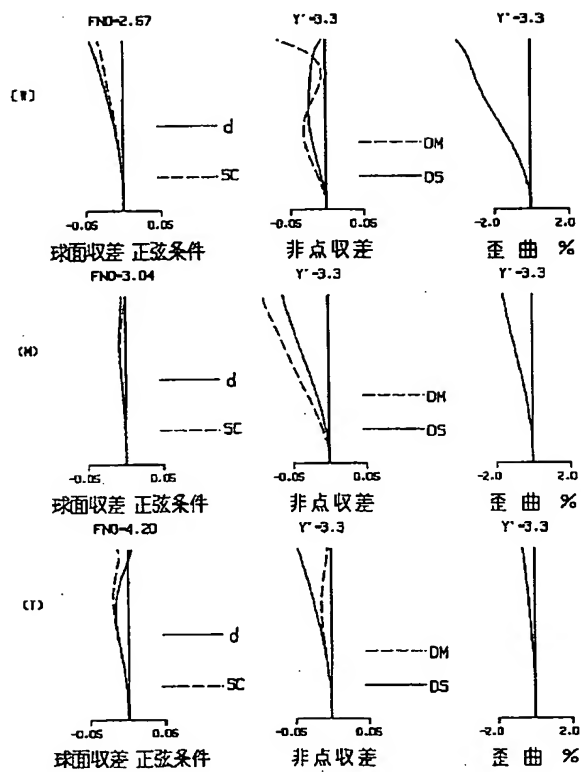 FNO=2.67 Y'=3.3 Y'=3.3
(W)
d
DM
SC
DS
-0.05 0.05 -0.05 0.05 -2.0 2.0
球面収差 正弦条件 非点収差 歪曲%
FNO=3.04 Y'=3.3 Y'=3.3
(M)
d
DM
SC
DS
-0.05 0.05 -0.05 0.05 -2.0 2.0
球面収差 正弦条件 非点収差 歪曲%
FNO=4.20 Y'=3.3 Y'=3.3
(T)
d
DM
SC
DS
-0.05 0.05 -0.05 0.05 -2.0 2.0
球面収差 正弦条件 非点収差 歪曲%